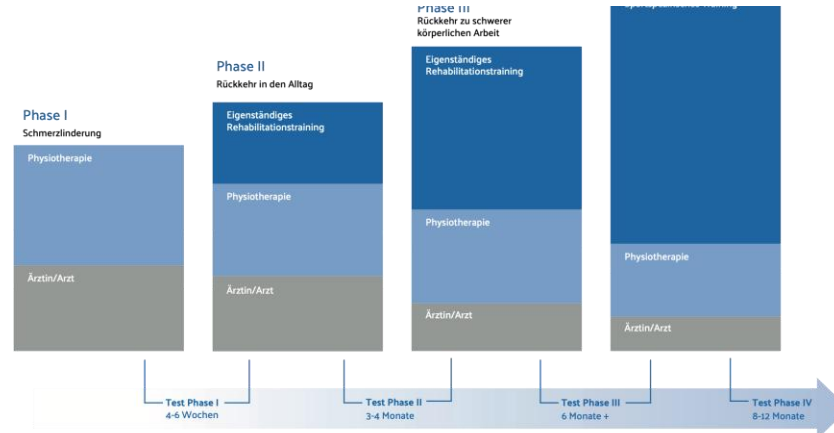 Phase I
Schmerzlinderung
Physiotherapie
Ärztin/Arzt
Phase II
Rückkehr in den Alltag
Eigenständiges
Rehabilitationstraining
Physiotherapie
Ärztin/Arzt
Phase III
Rückkehr zu schwerer
körperlichen Arbeit
Eigenständiges
Rehabilitationstraining
Physiotherapie
Ärztin/Arzt
Physiotherapie
Ärztin/Arzt
Test Phase I
4-6 Wochen
Test Phase II
3-4 Monate
Test Phase III
6 Monate +
Test Phase IV
8-12 Monate